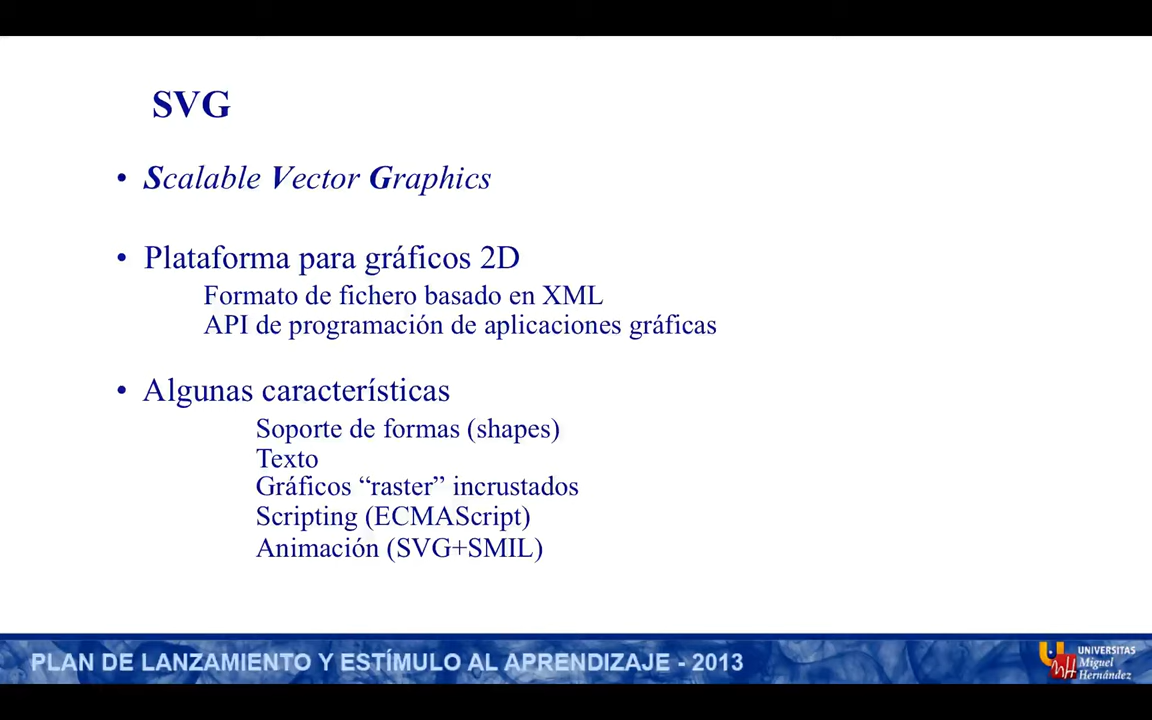 SVG
• Scalable Vector Graphics
• Plataforma para gráficos 2D
Formato de fichero basado en XML
API de programación de aplicaciones gráficas
• Algunas características
Soporte de formas (shapes)
Texto
Gráficos “raster” incrustados
Scripting (ECMAScript)
Animación (SVG+SMIL)
PLAN DE LANZAMIENTO Y ESTÍMULO AL APRENDIZAJE - 2013
UNIVERSITAS
Miguel
Hernández